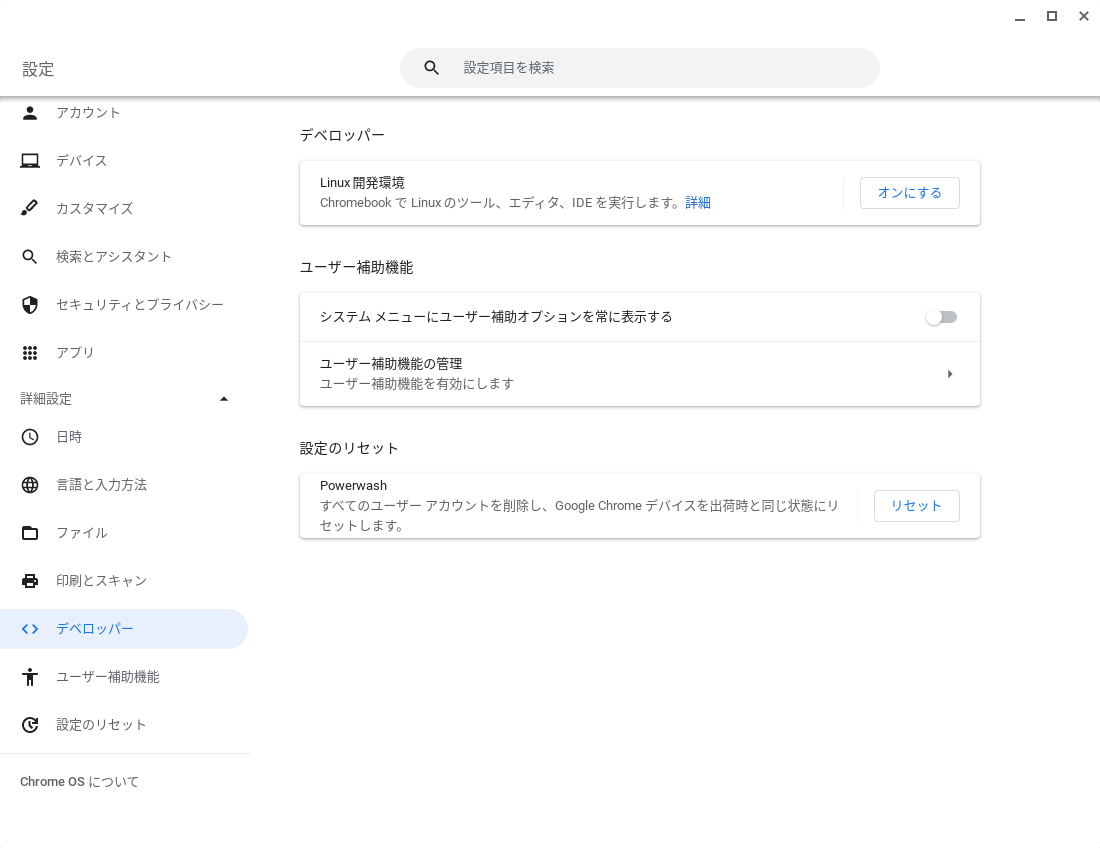 設定
設定項目を検索
アカウント
デバイス
カスタマイズ
検索とアシスタント
セキュリティとプライバシー
アプリ
詳細設定
日時
言語と入力方法
ファイル
印刷とスキャン
デベロッパー
ユーザー補助機能
設定のリセット
Chrome OS について
デベロッパー
Linux 開発環境
Chromebook で Linux のツール、エディタ、IDE を実行します。詳細
オンにする
ユーザー補助機能
システム メニューにユーザー補助オプションを常に表示する
ユーザー補助機能の管理
ユーザー補助機能を有効にします
設定のリセット
Powerwash
すべてのユーザー アカウントを削除し、Google Chrome デバイスを出荷時と同じ状態にリ
セットします。
リセット